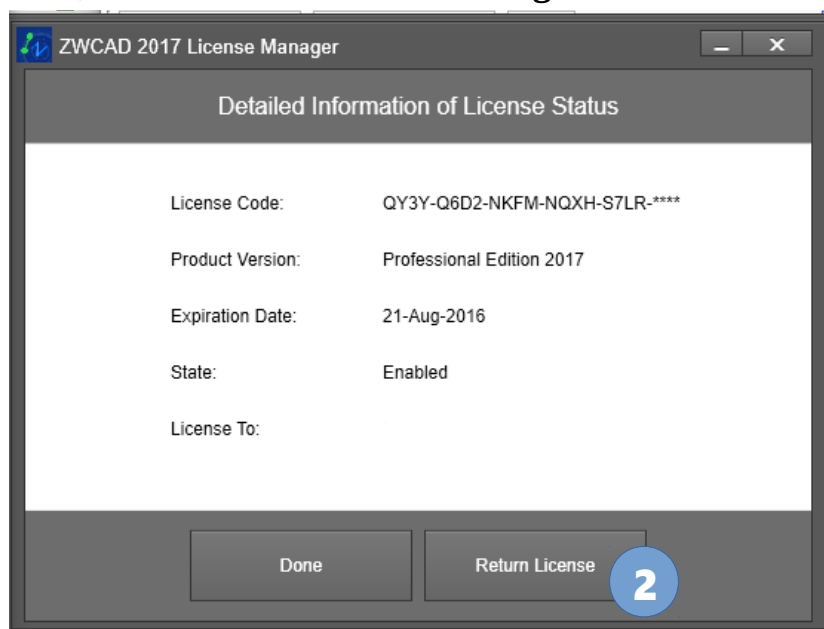 ZWCAD 2017 License Manager
Detailed Information of License Status
License Code: QY3Y-Q6D2-NKFM-NQXH-S7LR-****
Product Version: Professional Edition 2017
Expiration Date: 21-Aug-2016
State: Enabled
License To:
Done Return License 2